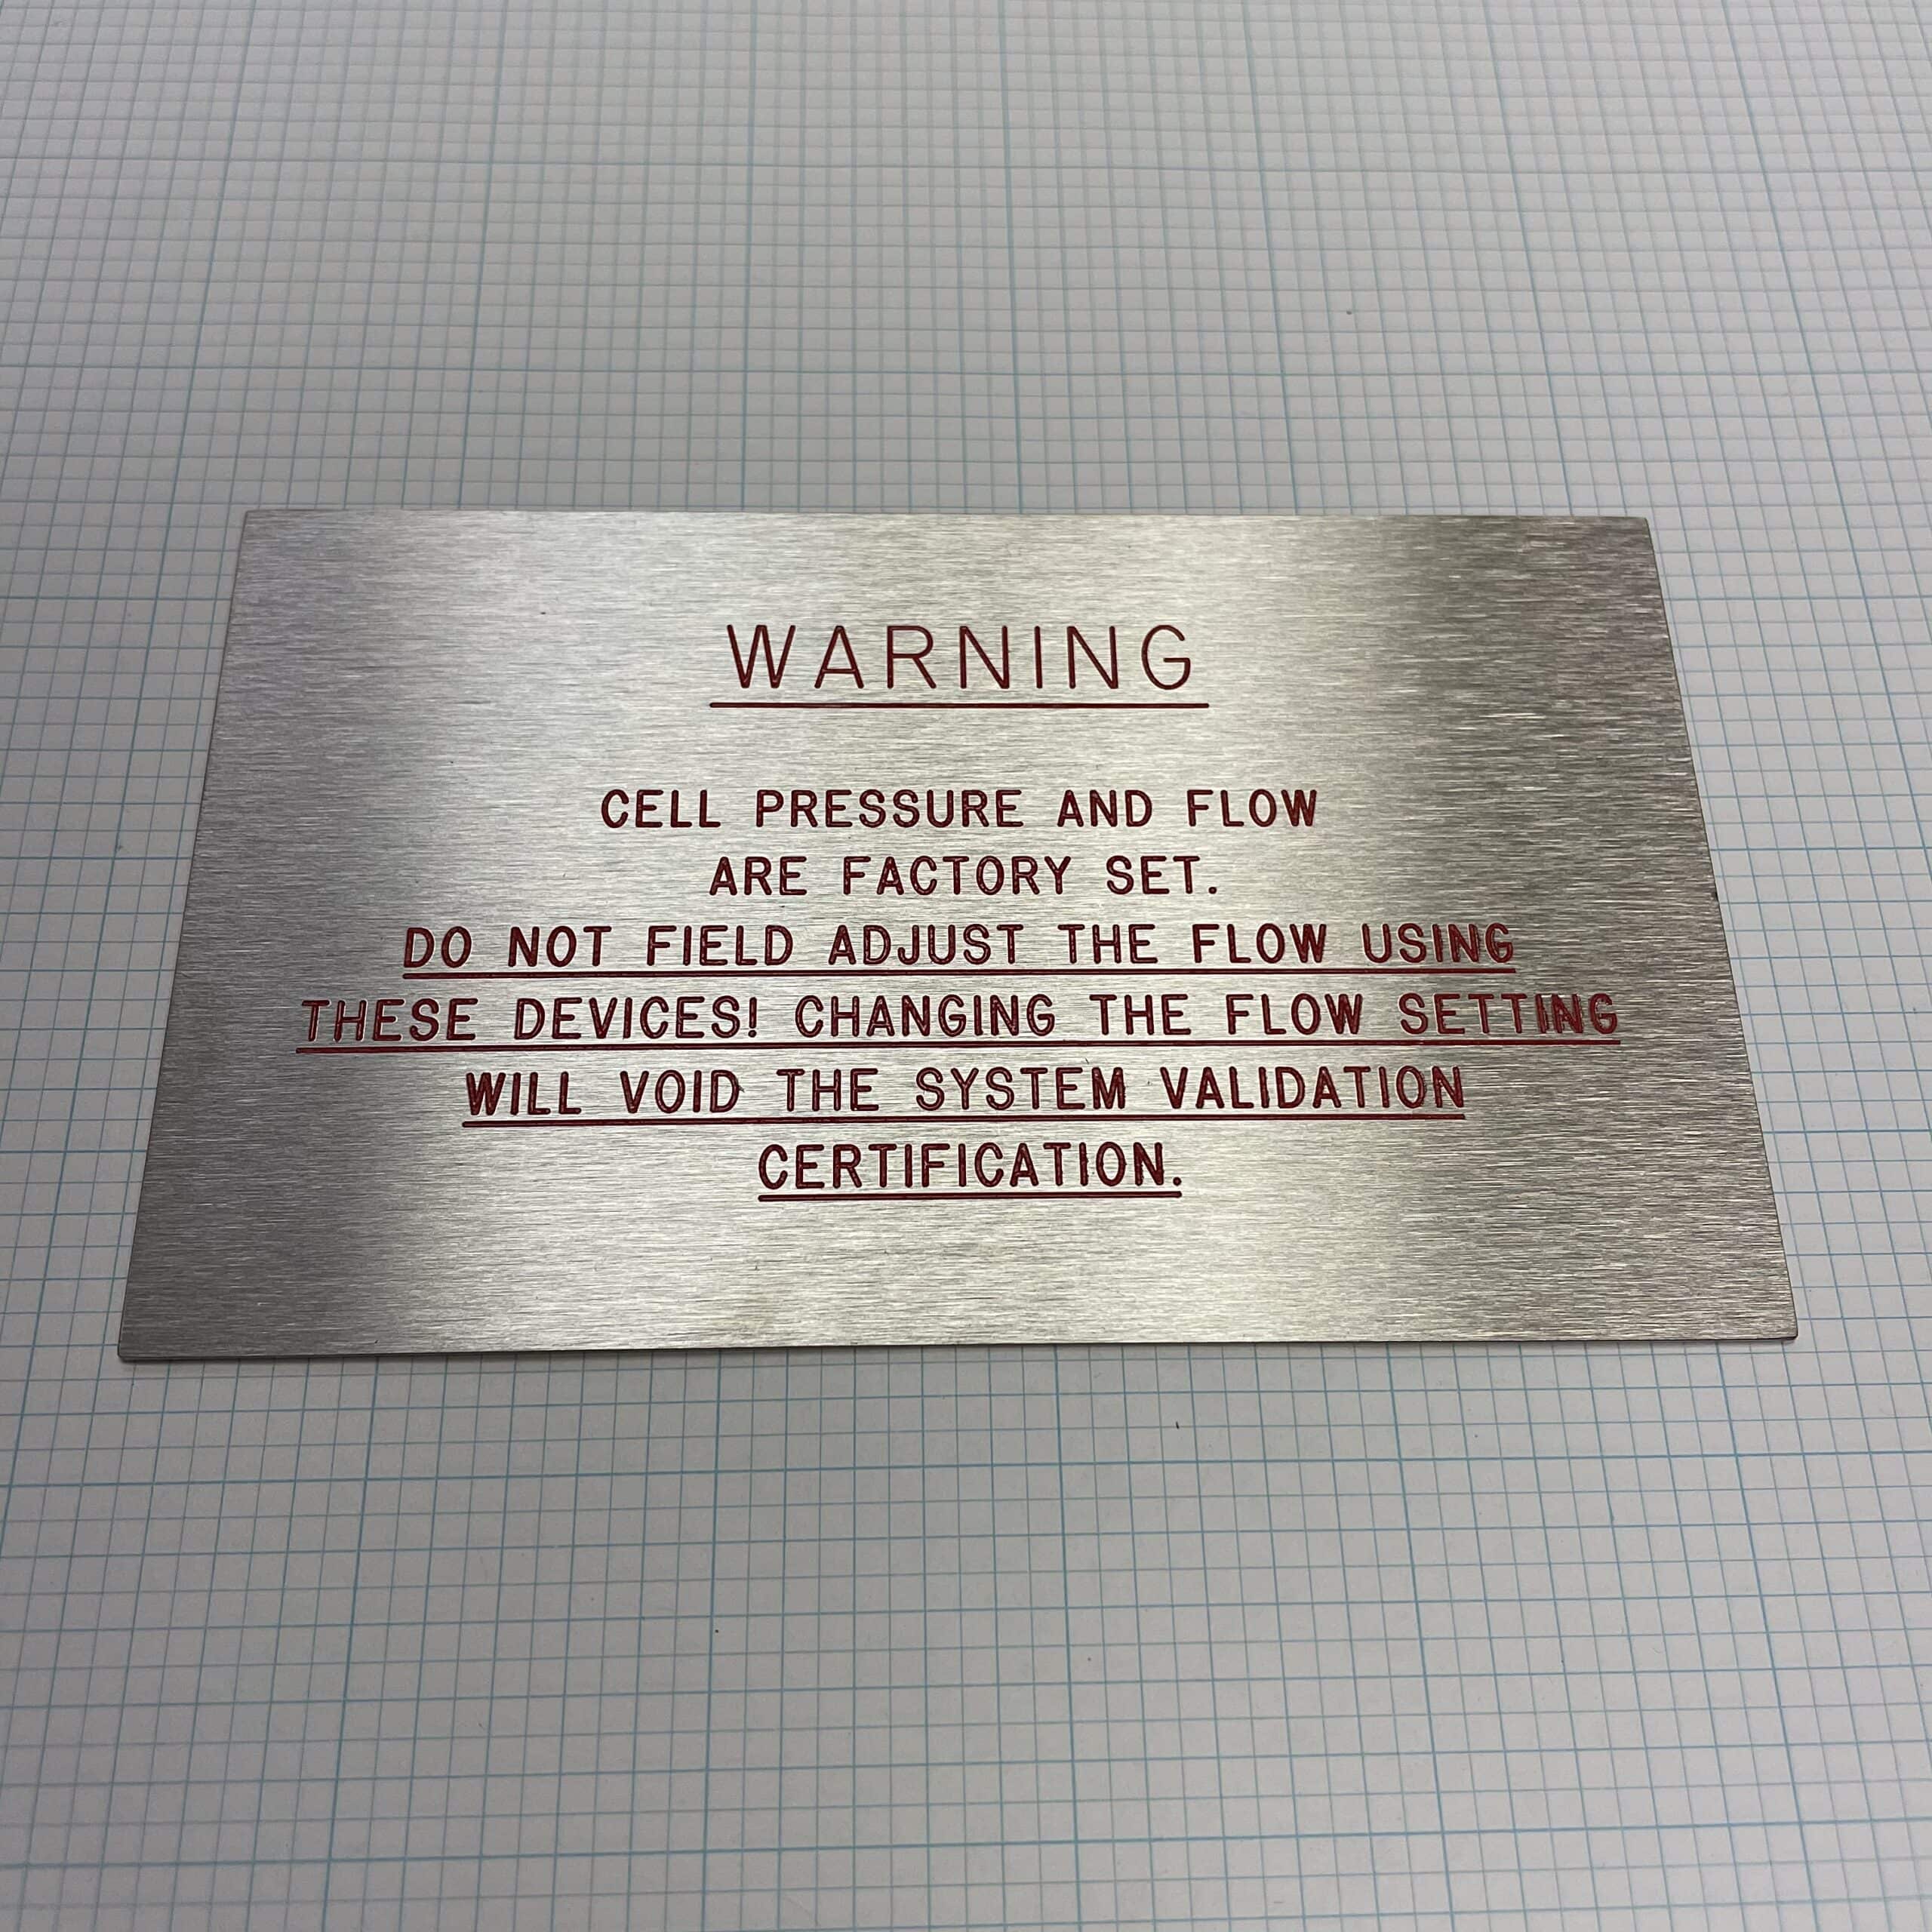 WARNING
CELL PRESSURE AND FLOW
ARE FACTORY SET.
DO NOT FIELD ADJUST THE FLOW USING
THESE DEVICES! CHANGING THE FLOW SETTING
WILL VOID THE SYSTEM VALIDATION
CERTIFICATION.